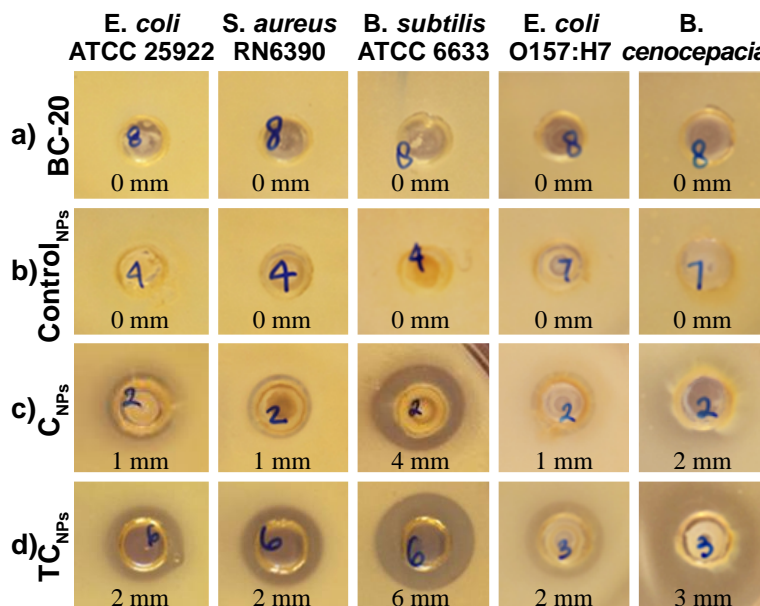 E. coli ATCC 25922
S. aureus RN6390
B. subtilis ATCC 6633
E. coli O157:H7
B. cenocepacia
a) BC-20
8 8 8 8 8
0 mm 0 mm 0 mm 0 mm 0 mm
b) ControlNPs
4 4 4 7 7
0 mm 0 mm 0 mm 0 mm 0 mm
c) CNPs
2 2 2 2 2
1 mm 1 mm 4 mm 1 mm 2 mm
d) TCNPs
6 6 6 3 3
2 mm 2 mm 6 mm 2 mm 3 mm